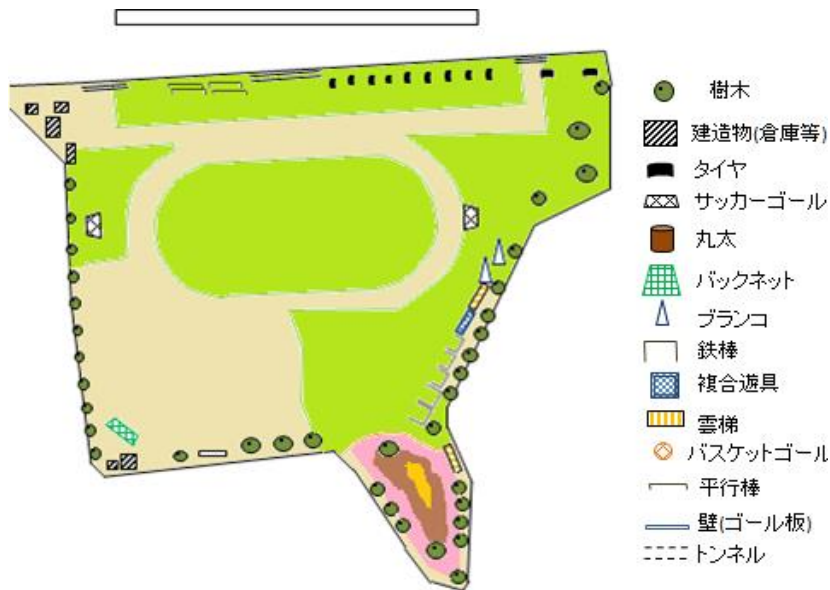 樹木
建造物(倉庫等)
タイヤ
サッカーゴール
丸太
バックネット
ブランコ
鉄棒
複合遊具
雲梯
バスケットゴール
平行棒
壁(ゴール板)
トンネル